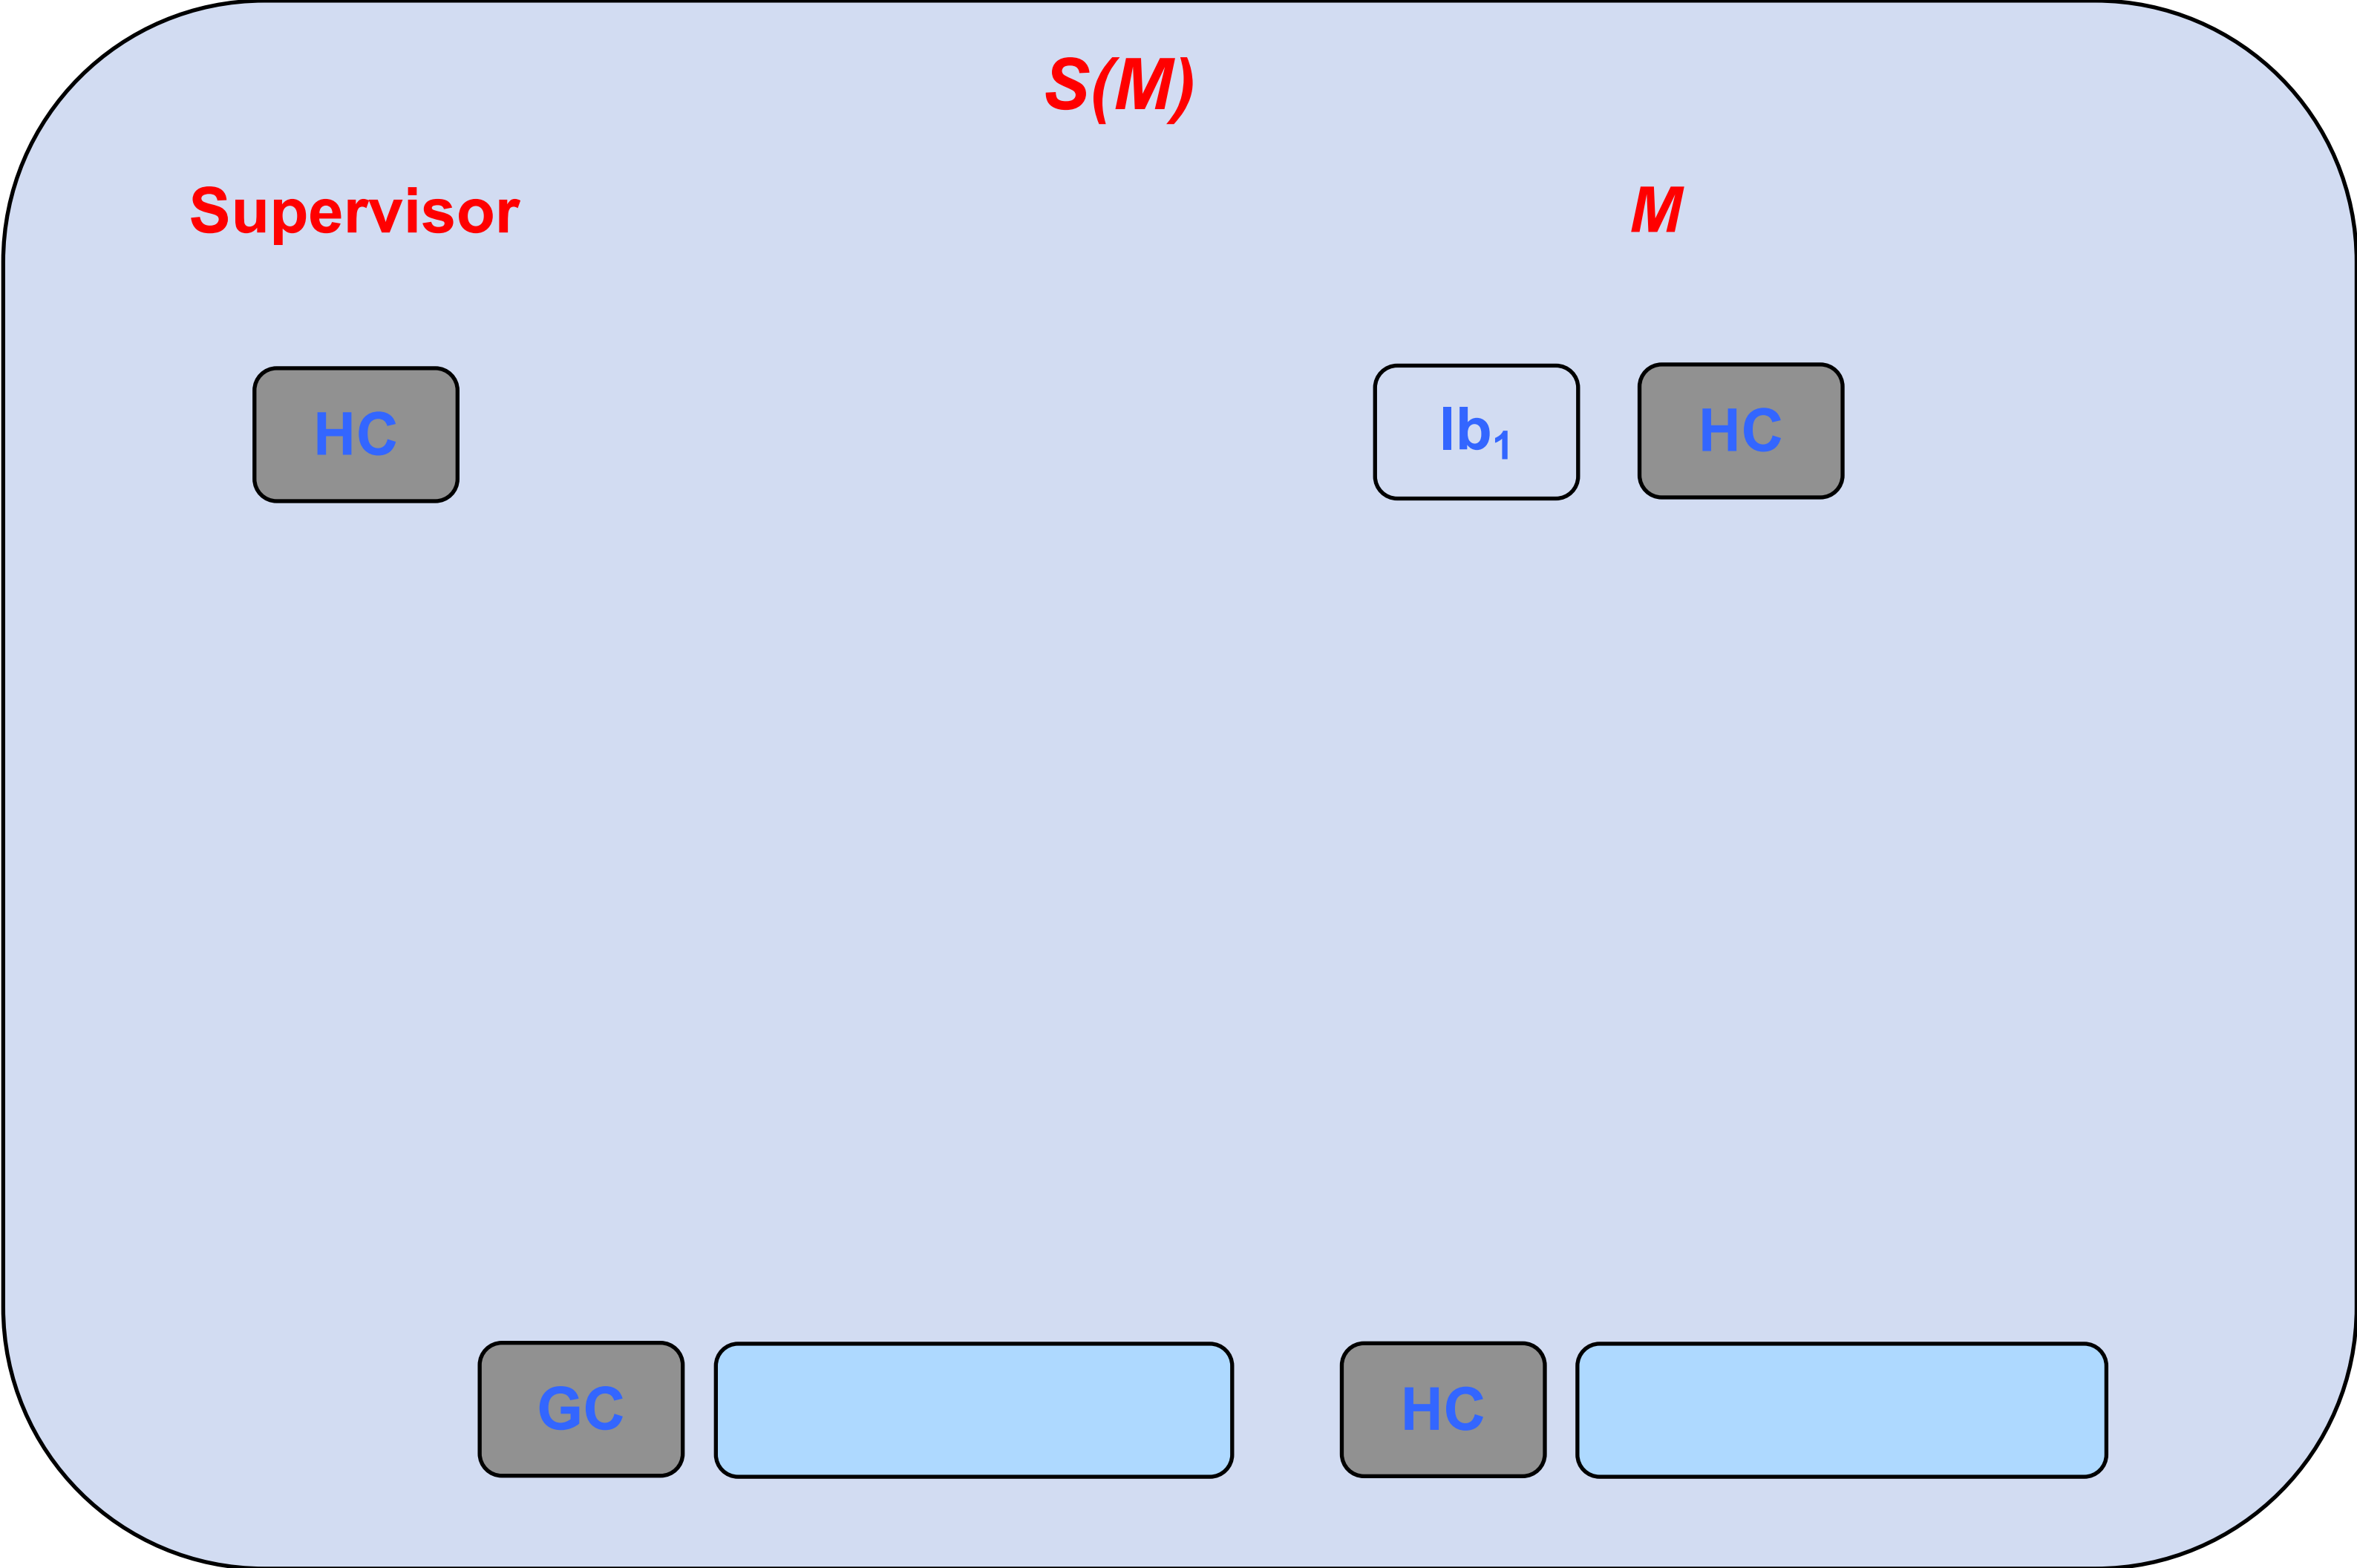 S(M)
Supervisor
M
HC
Ib₁
HC
GC
HC